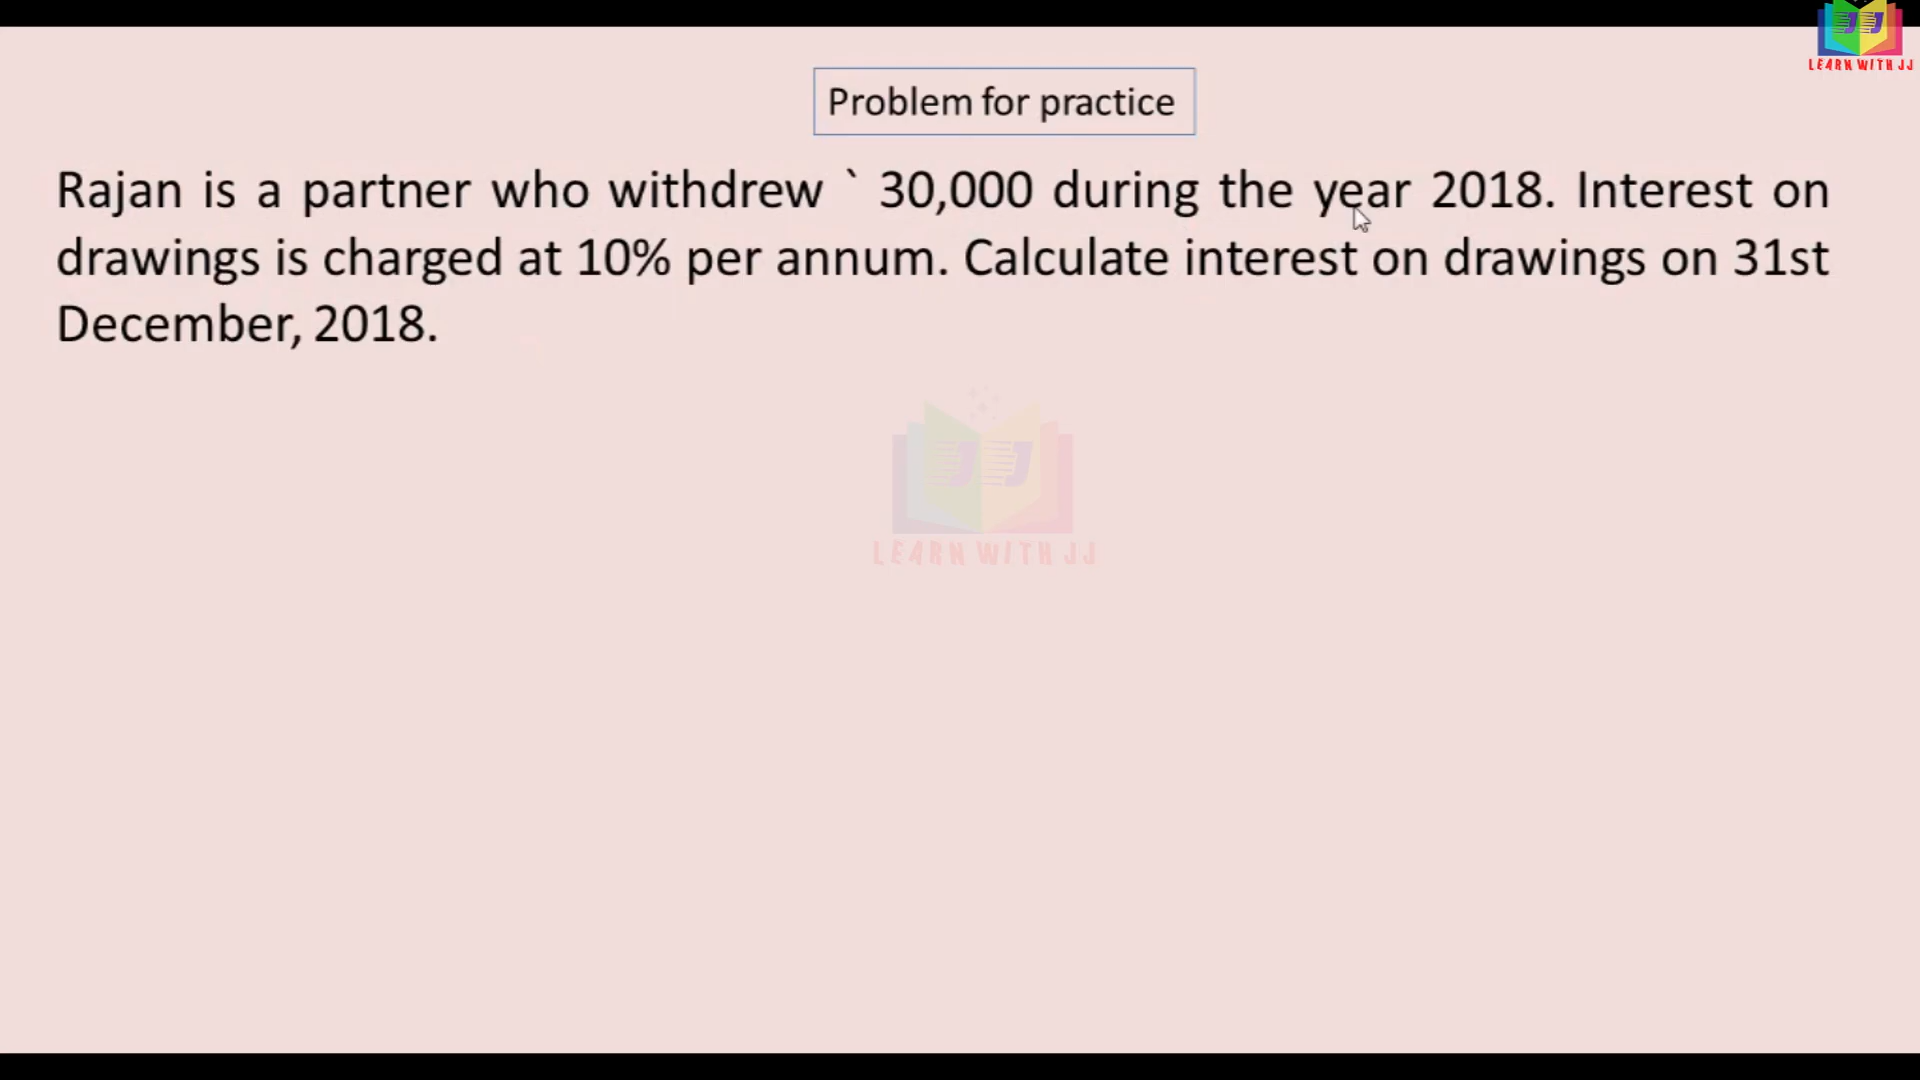 LEARN WITH JJ
Problem for practice
Rajan is a partner who withdrew ` 30,000 during the year 2018. Interest on
drawings is charged at 10% per annum. Calculate interest on drawings on 31st
December, 2018.
JJ
LEARN WITH JJ